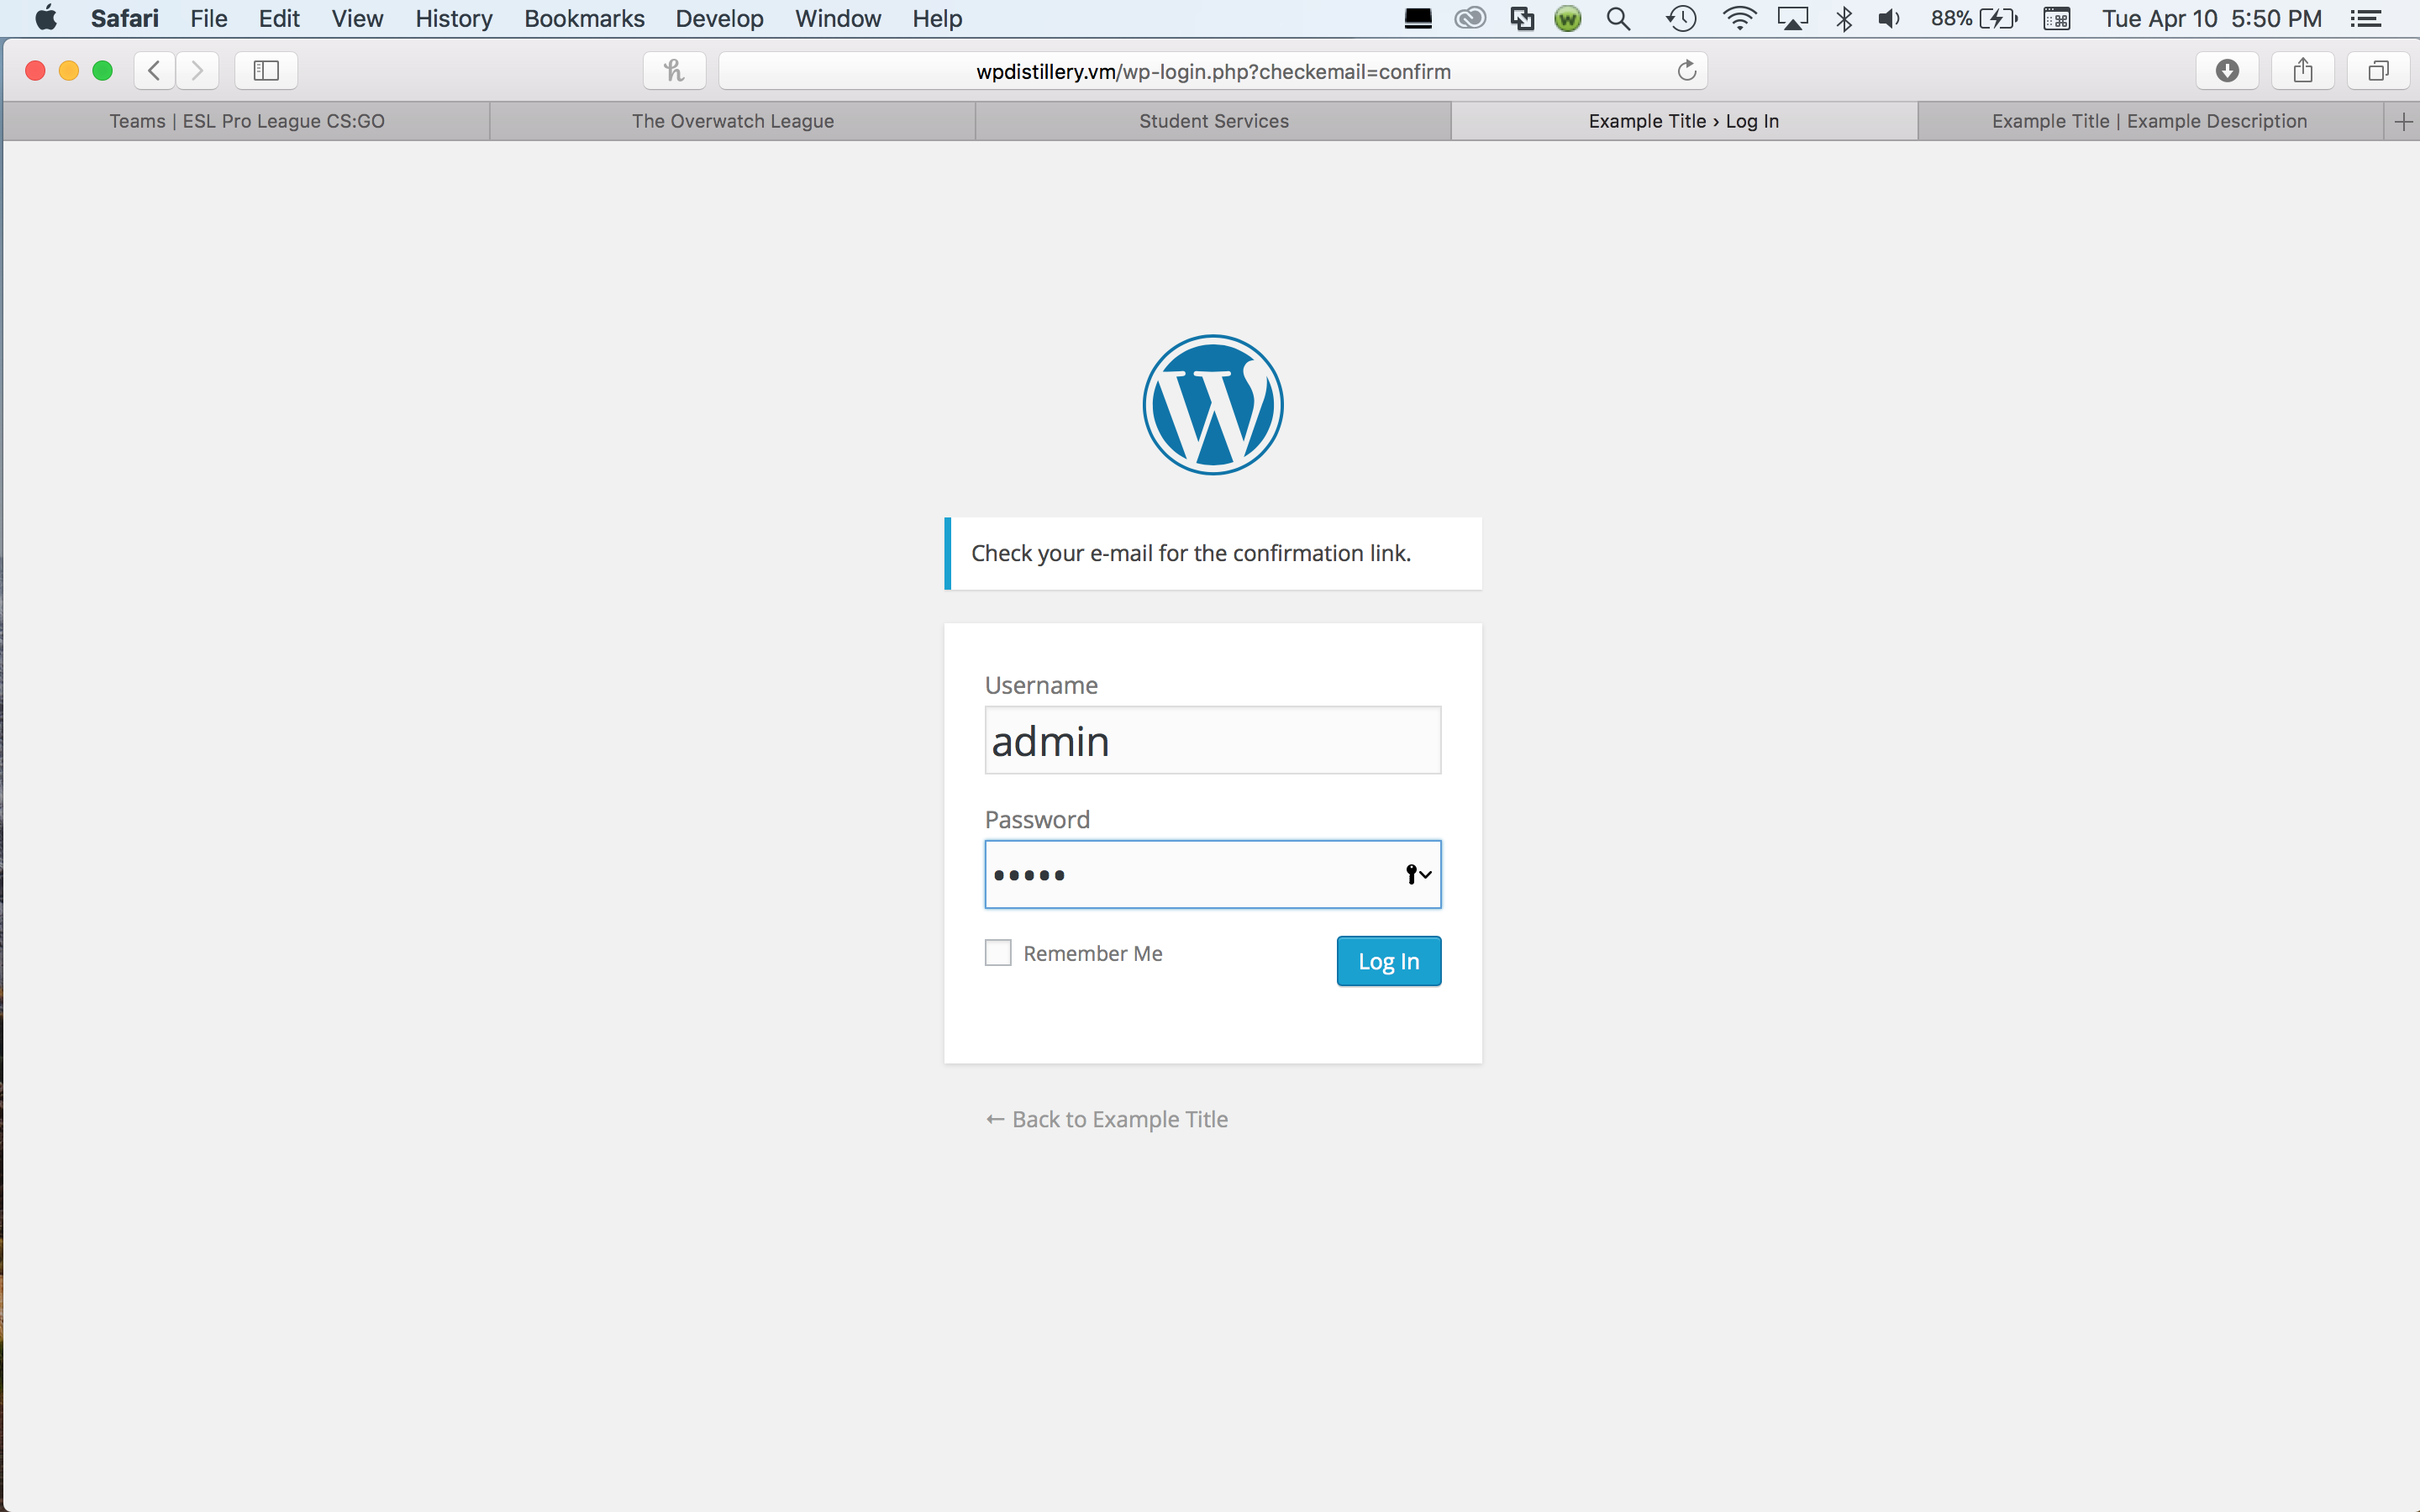 Safari File Edit View History Bookmarks Develop Window Help 88% Tue Apr 10 5:50 PM
wpdistillery.vm/wp-login.php?checkemail=confirm
Teams | ESL Pro League CS:GO The Overwatch League Student Services Example Title › Log In Example Title | Example Description
Check your e-mail for the confirmation link.
Username
admin
Password
•••••
Remember Me Log In
← Back to Example Title